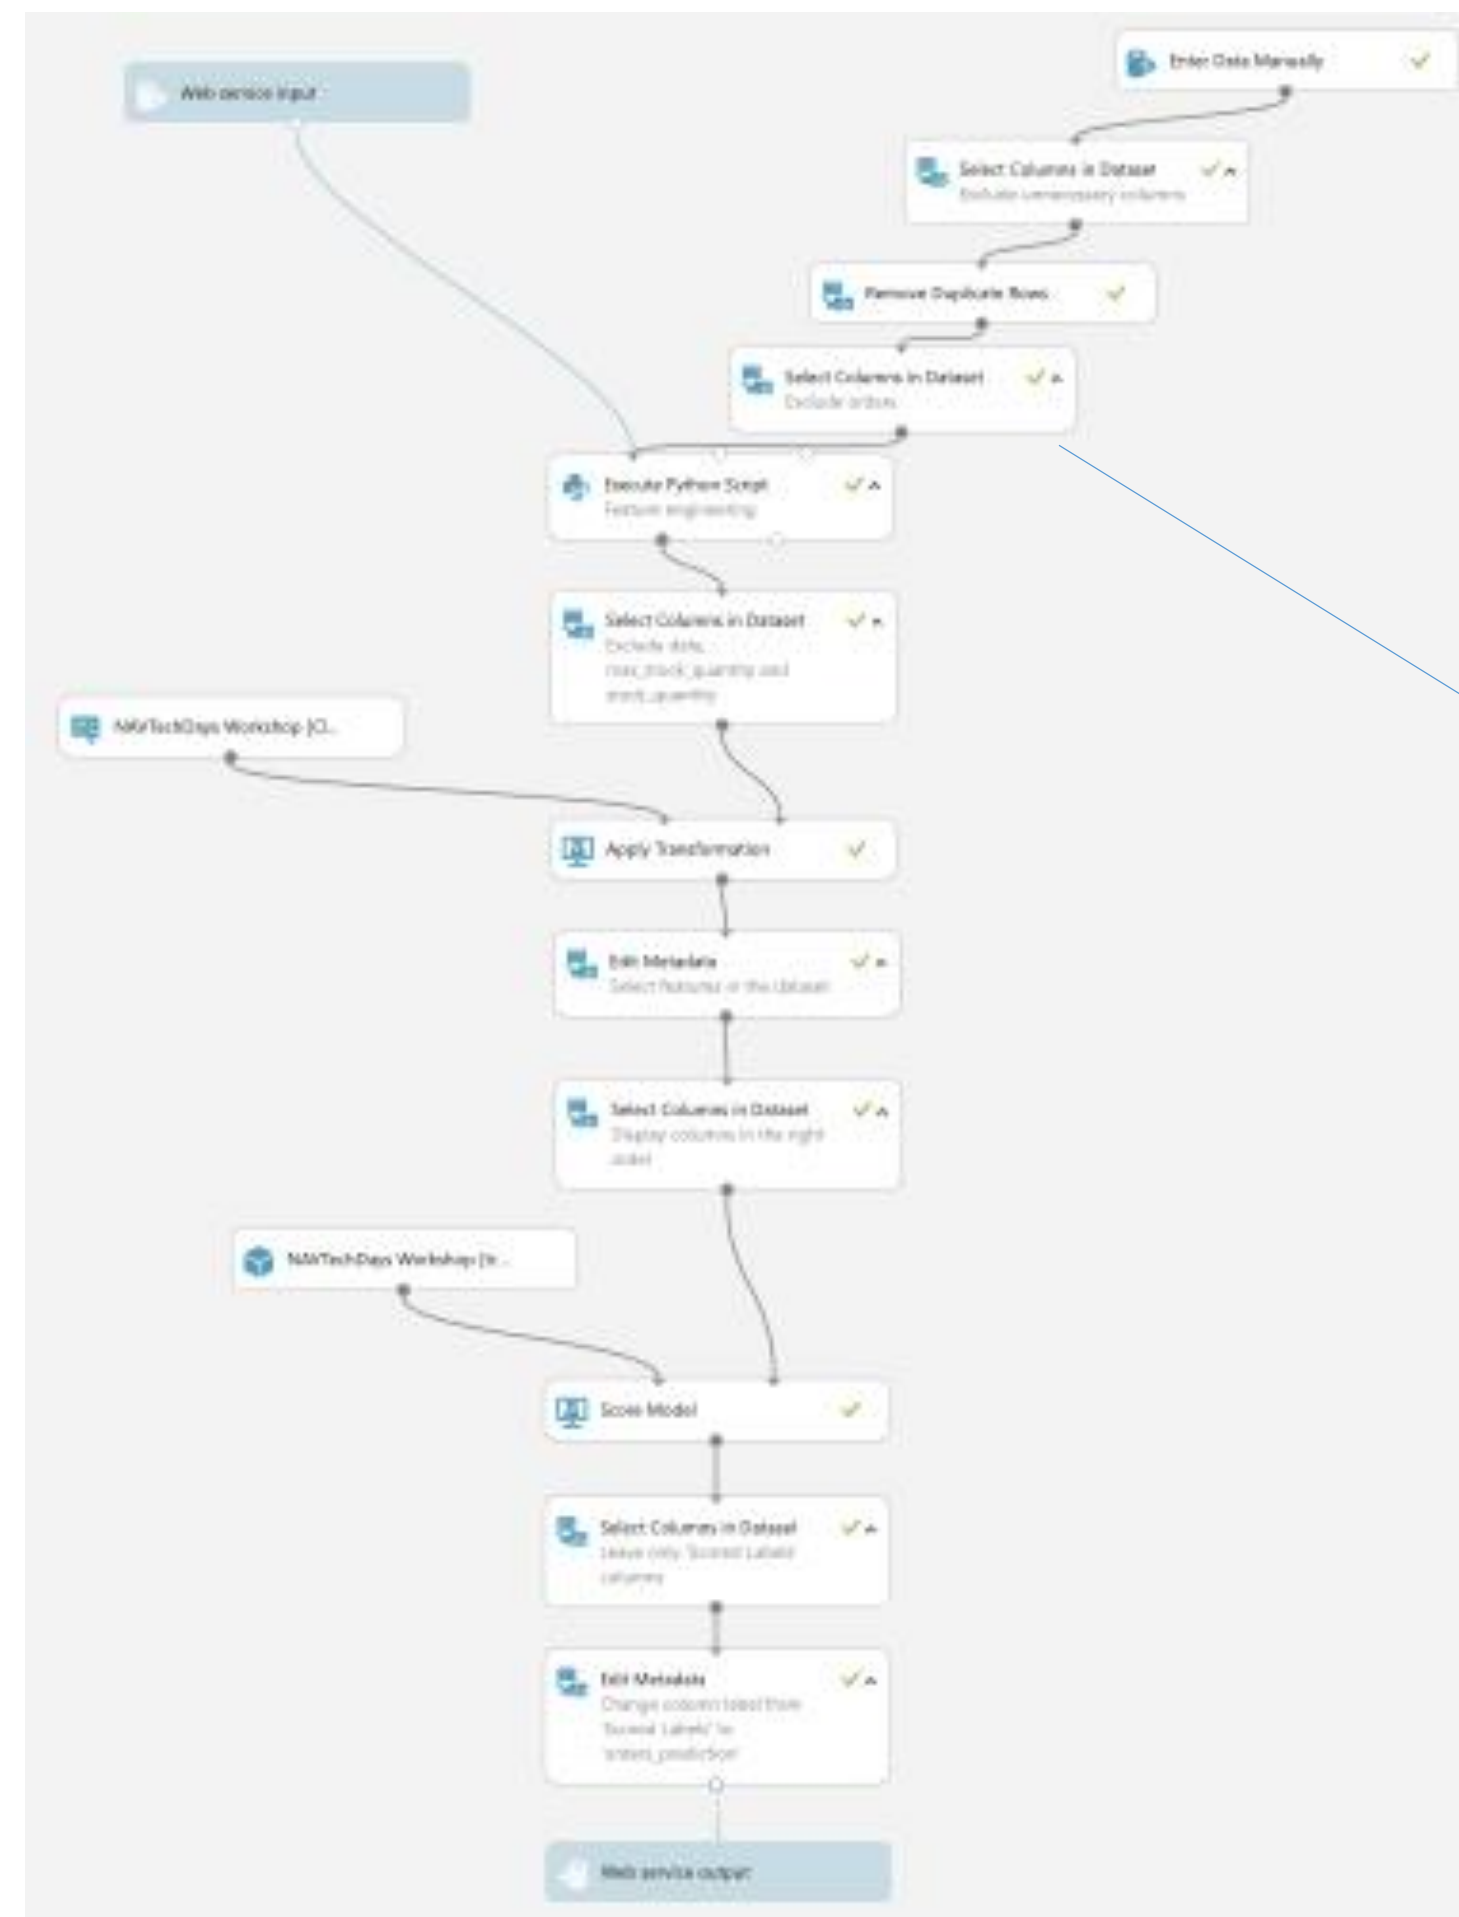 Enter Data Manually
Web service input
Select Columns in Dataset
Exclude unnecessary columns
Remove Duplicate Rows
Select Columns in Dataset
Exclude orders
Execute Python Script
Feature engineering
Select Columns in Dataset
Exclude date,
max_stock_quantity and
stock_quantity
NAVTechDays Workshop [O...
Apply Transformation
Edit Metadata
Select features in the dataset
Select Columns in Dataset
Display columns in the right
order
NAVTechDays Workshop [tr...
Score Model
Select Columns in Dataset
Leave only 'Scored Labels'
columns
Edit Metadata
Change column label from
'Scored Labels' to
'orders_prediction'
Web service output